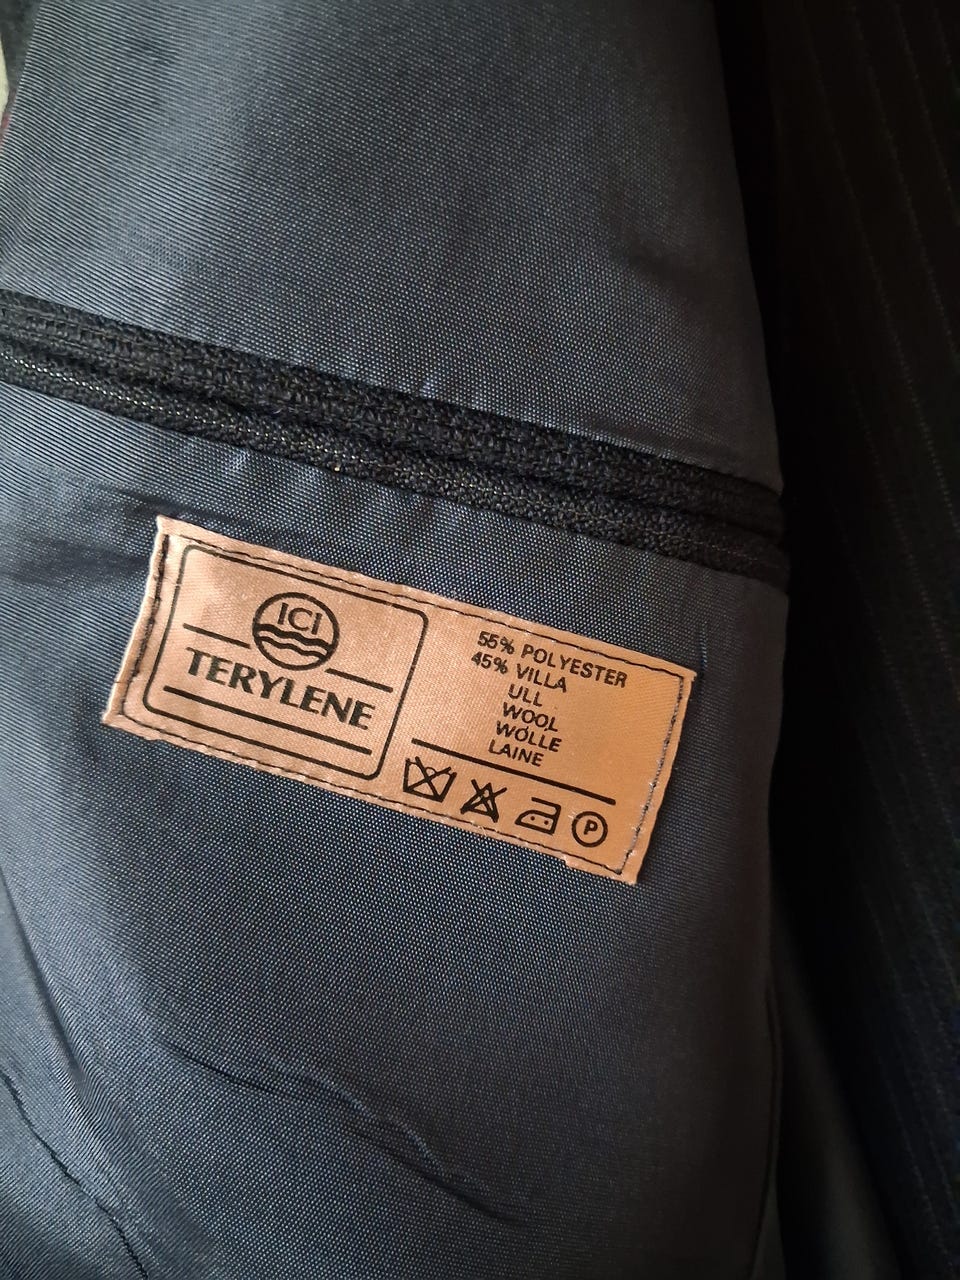 ICI
TERYLENE
55% POLYESTER
45% VILLA
ULL
WOOL
WOLLE
LAINE
P